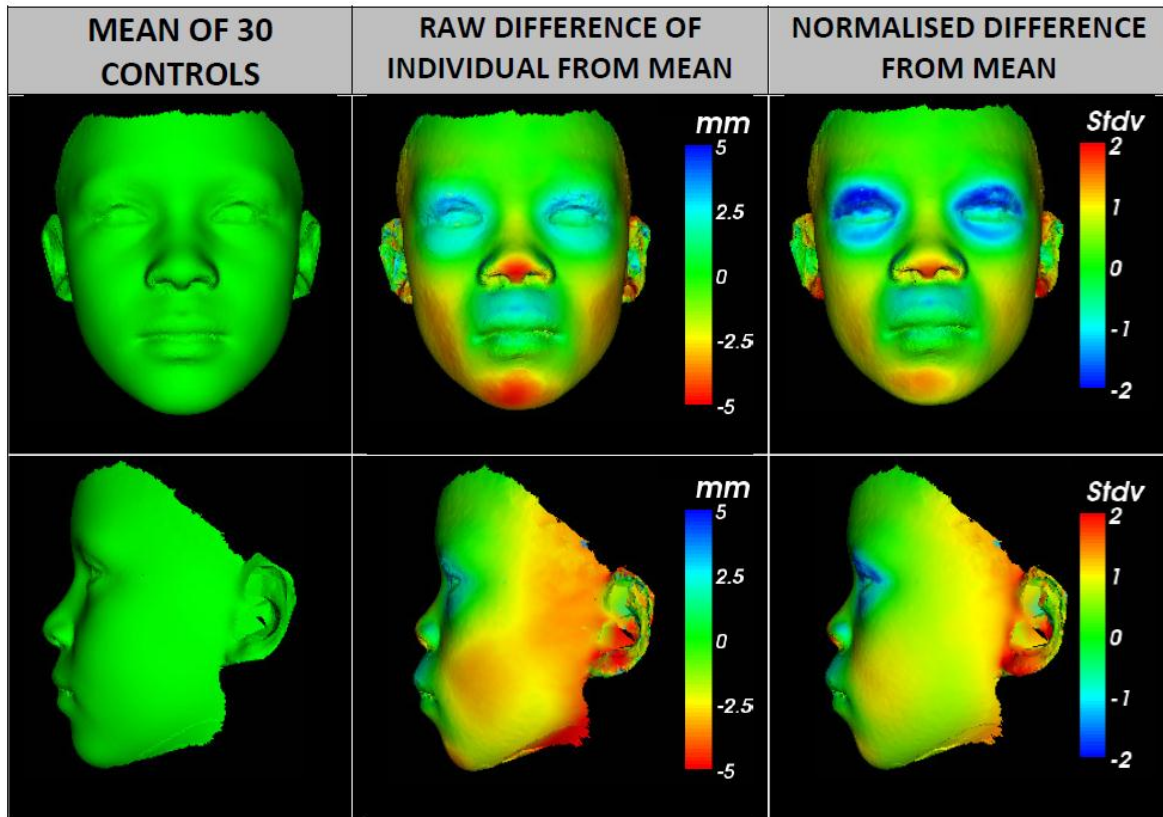 MEAN OF 30
CONTROLS
RAW DIFFERENCE OF
INDIVIDUAL FROM MEAN
NORMALISED DIFFERENCE
FROM MEAN
mm
5
2.5
0
-2.5
-5
Stdv
2
1
0
-1
-2
mm
5
2.5
0
-2.5
-5
Stdv
2
1
0
-1
-2